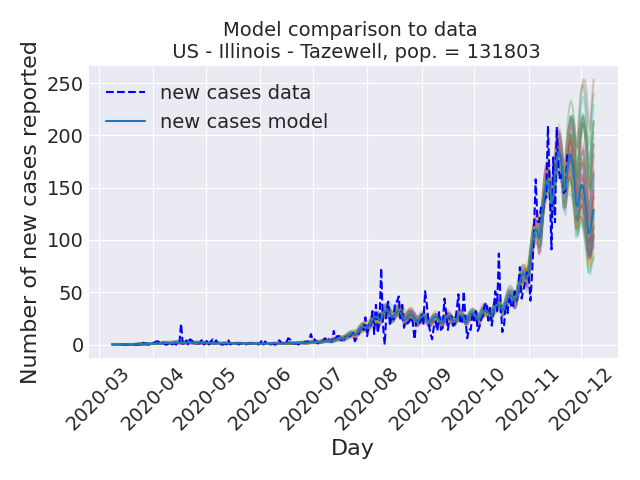 Model comparison to data
US - Illinois - Tazewell, pop. = 131803
Number of new cases reported
250
200
150
100
50
0
new cases data
new cases model
2020-03
2020-04
2020-05
2020-06
2020-07
2020-08
2020-09
2020-10
2020-11
2020-12
Day